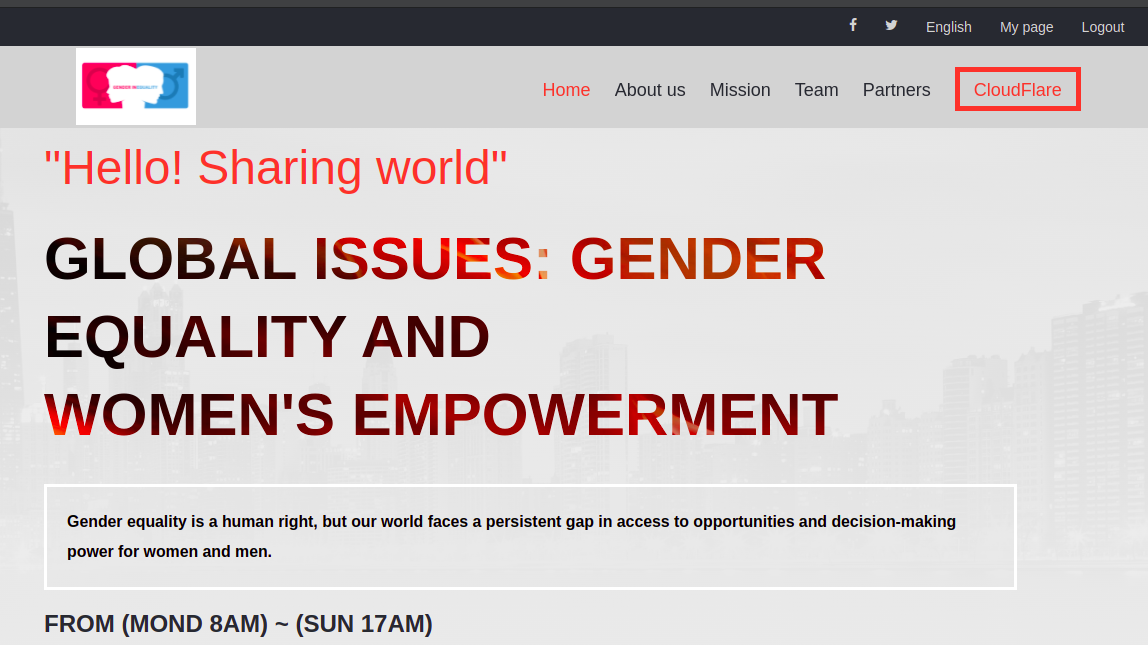 English My page Logout
GENDER INEQUALITY
Home About us Mission Team Partners CloudFlare
"Hello! Sharing world"
GLOBAL ISSUES: GENDER
EQUALITY AND
WOMEN'S EMPOWERMENT
Gender equality is a human right, but our world faces a persistent gap in access to opportunities and decision-making
power for women and men.
FROM (MOND 8AM) ~ (SUN 17AM)